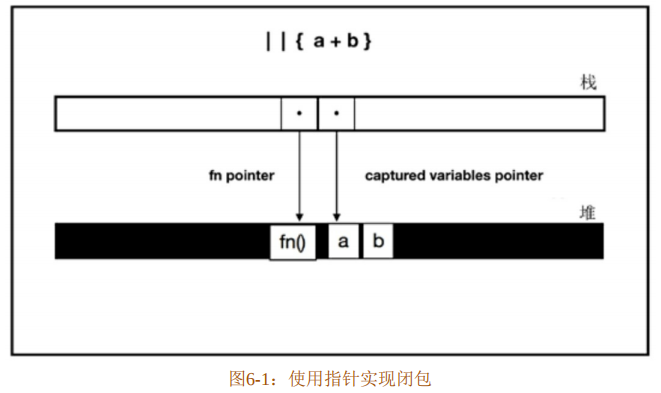 | | { a + b }
栈
fn pointer
captured variables pointer
堆
fn()
a
b
图6-1：使用指针实现闭包